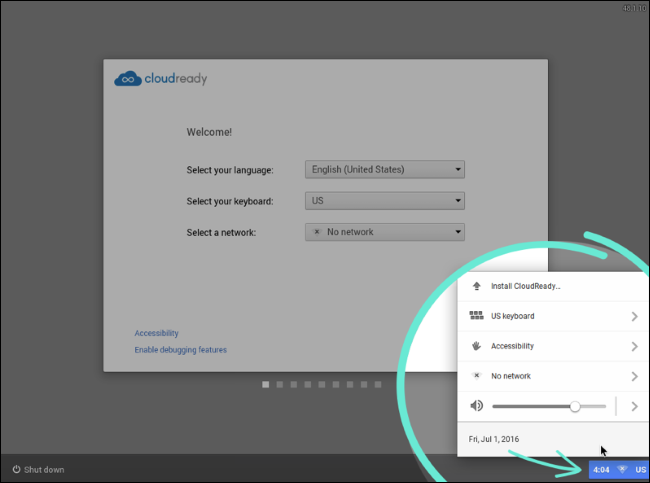 cloudready
Welcome!
Select your language: English (United States)
Select your keyboard: US
Select a network: No network
Accessibility
Enable debugging features
Install CloudReady...
US keyboard
Accessibility
No network
Fri, Jul 1, 2016
Shut down
4:04 US